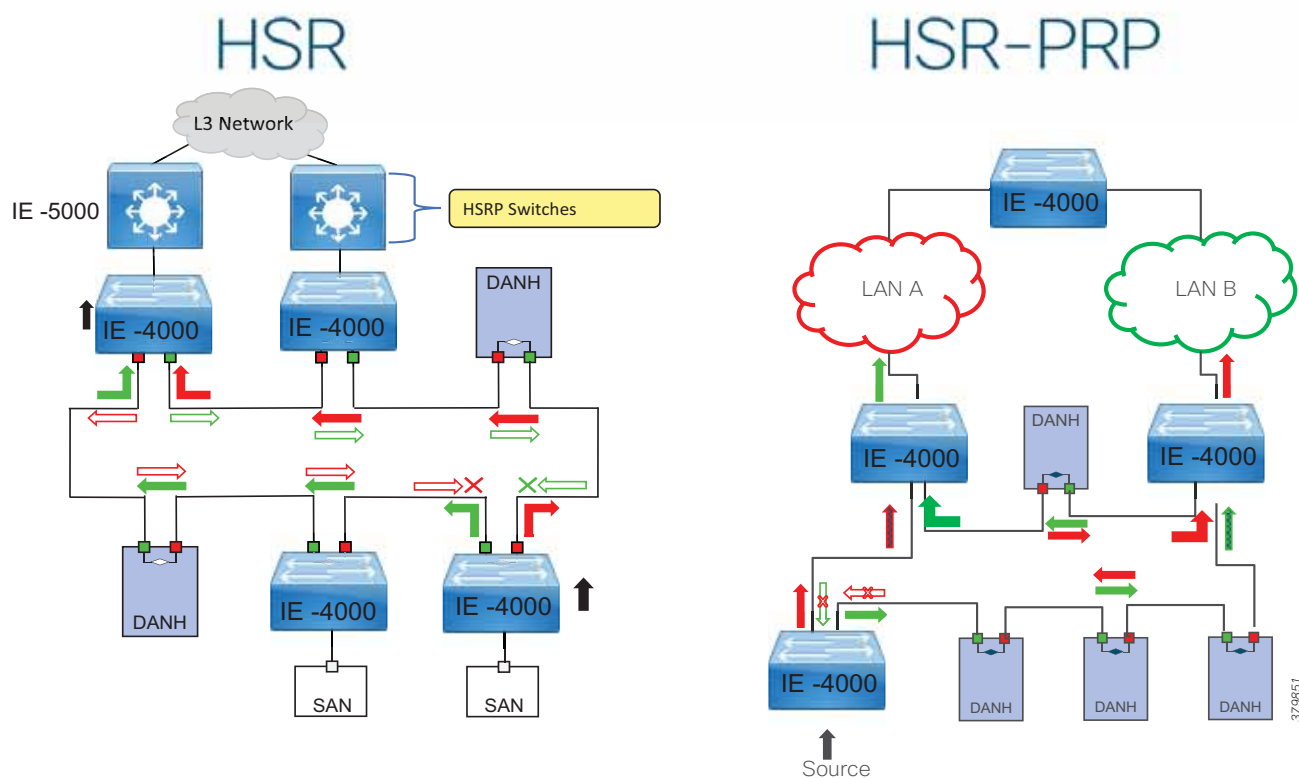 HSR
HSR-PRP
L3 Network
IE -5000
HSRP Switches
IE -4000
IE -4000
DANH
DANH
IE -4000
IE -4000
SAN
SAN
IE -4000
LAN A
LAN B
IE -4000
DANH
IE -4000
IE -4000
DANH
DANH
DANH
Source
379851